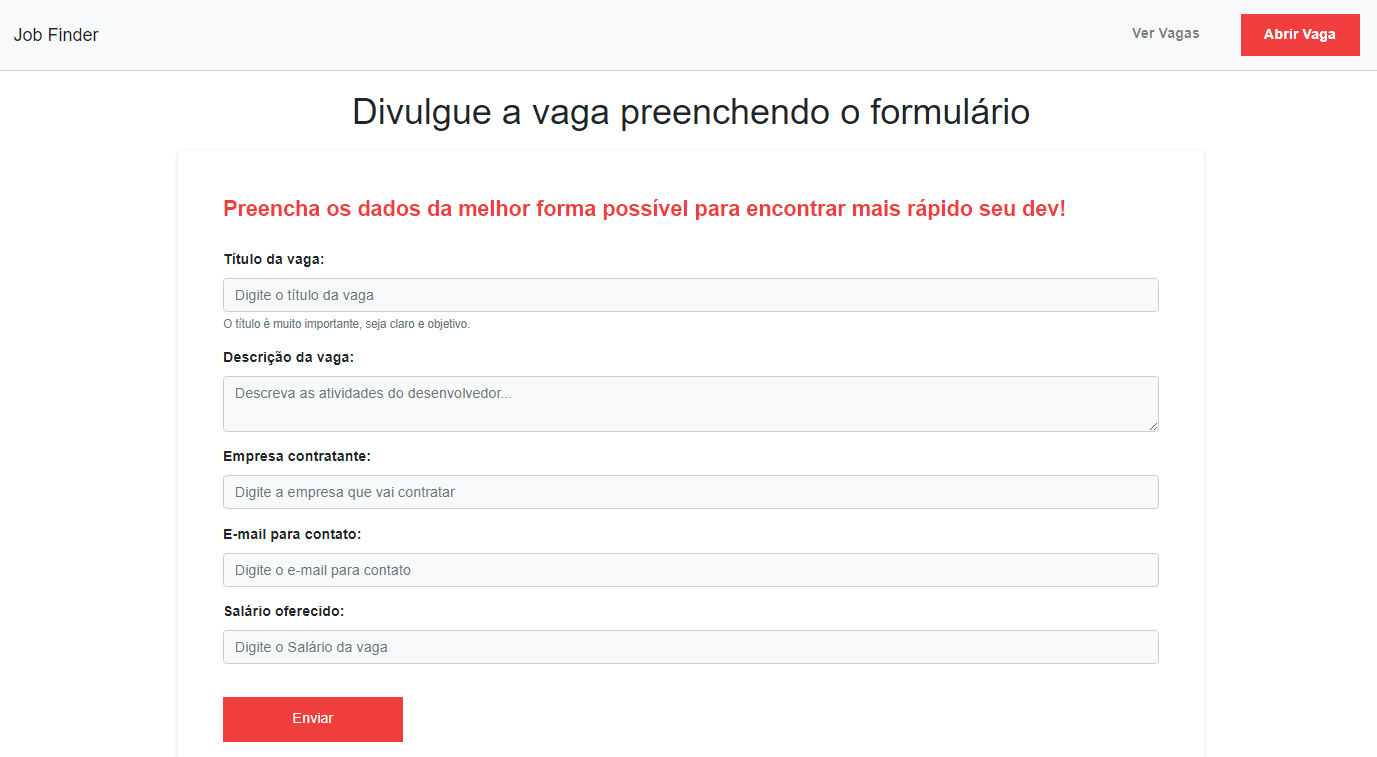 Job Finder
Ver Vagas
Abrir Vaga
Divulgue a vaga preenchendo o formulário
Preencha os dados da melhor forma possível para encontrar mais rápido seu dev!
Título da vaga:
Digite o título da vaga
O título é muito importante, seja claro e objetivo.
Descrição da vaga:
Descreva as atividades do desenvolvedor...
Empresa contratante:
Digite a empresa que vai contratar
E-mail para contato:
Digite o e-mail para contato
Salário oferecido:
Digite o Salário da vaga
Enviar